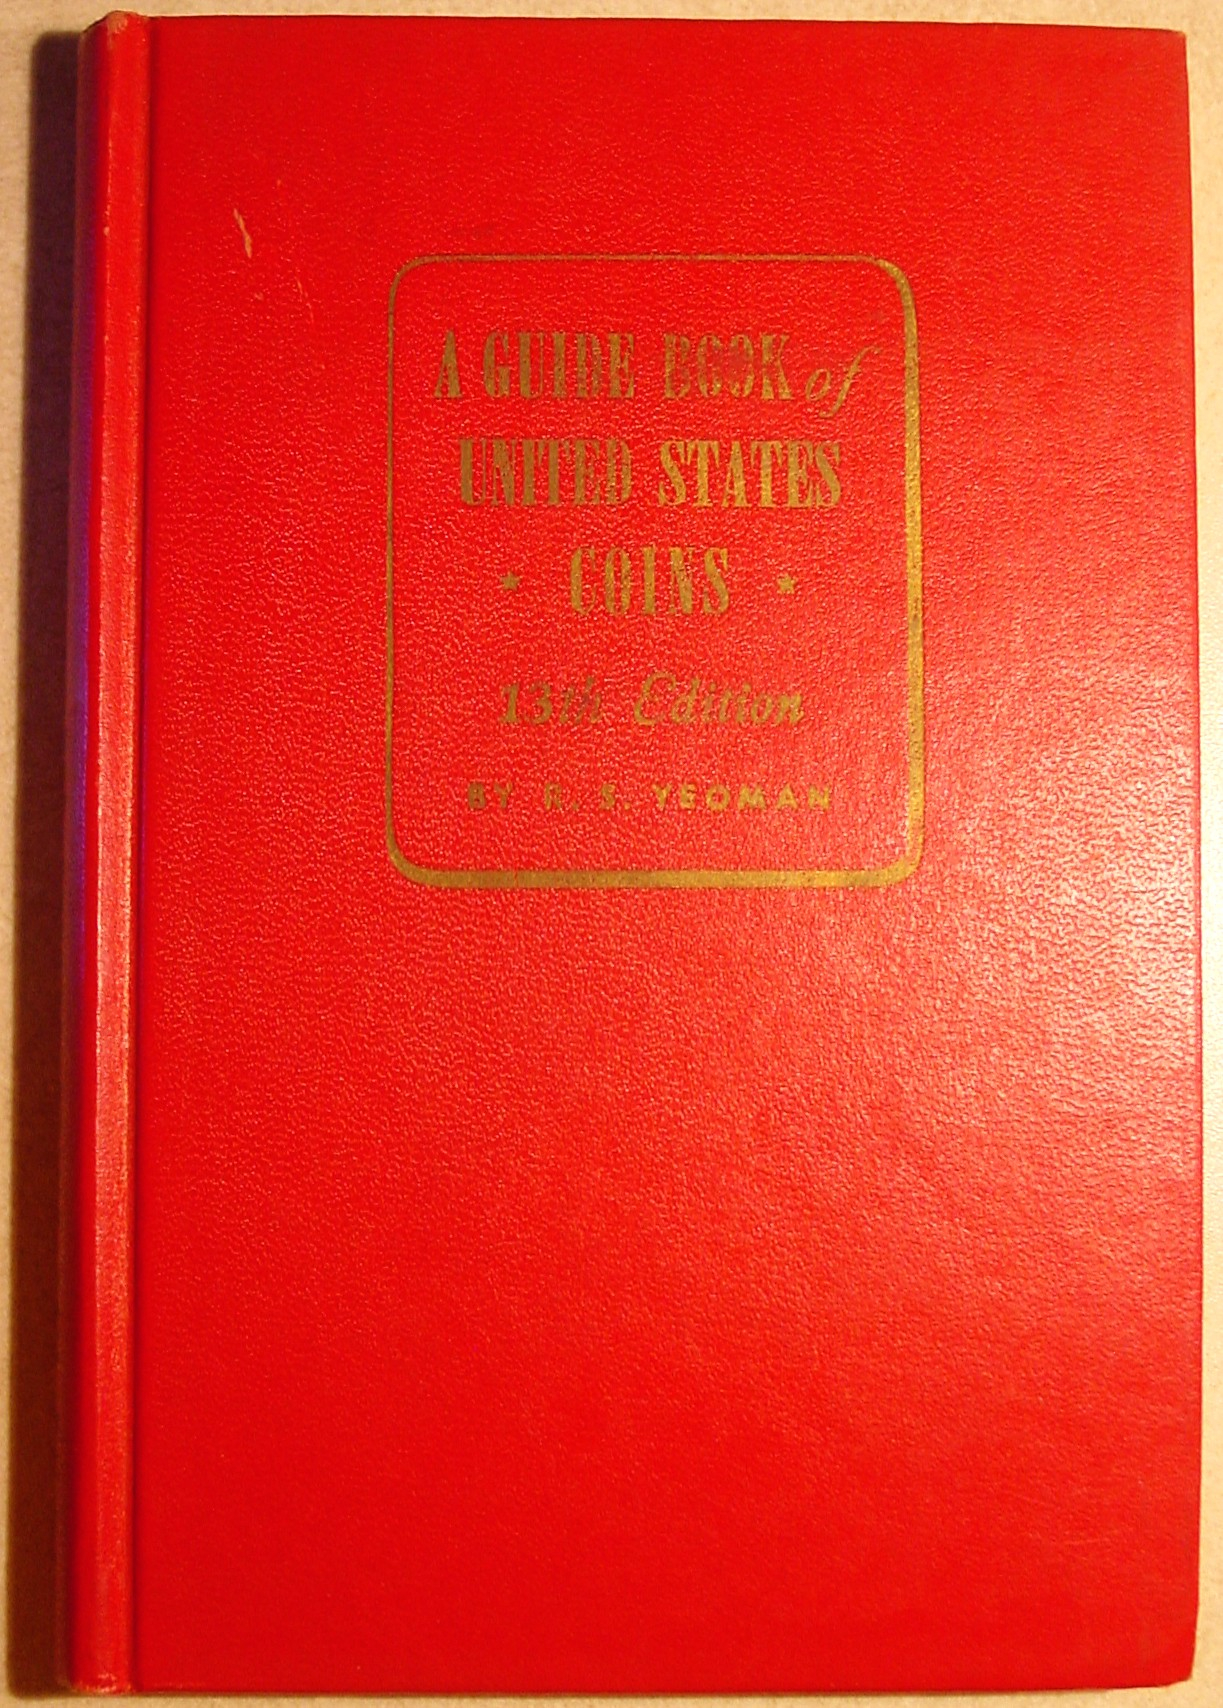 A GUIDE BOOK of
UNITED STATES
* COINS *
13th Edition
BY R. S. YEOMAN